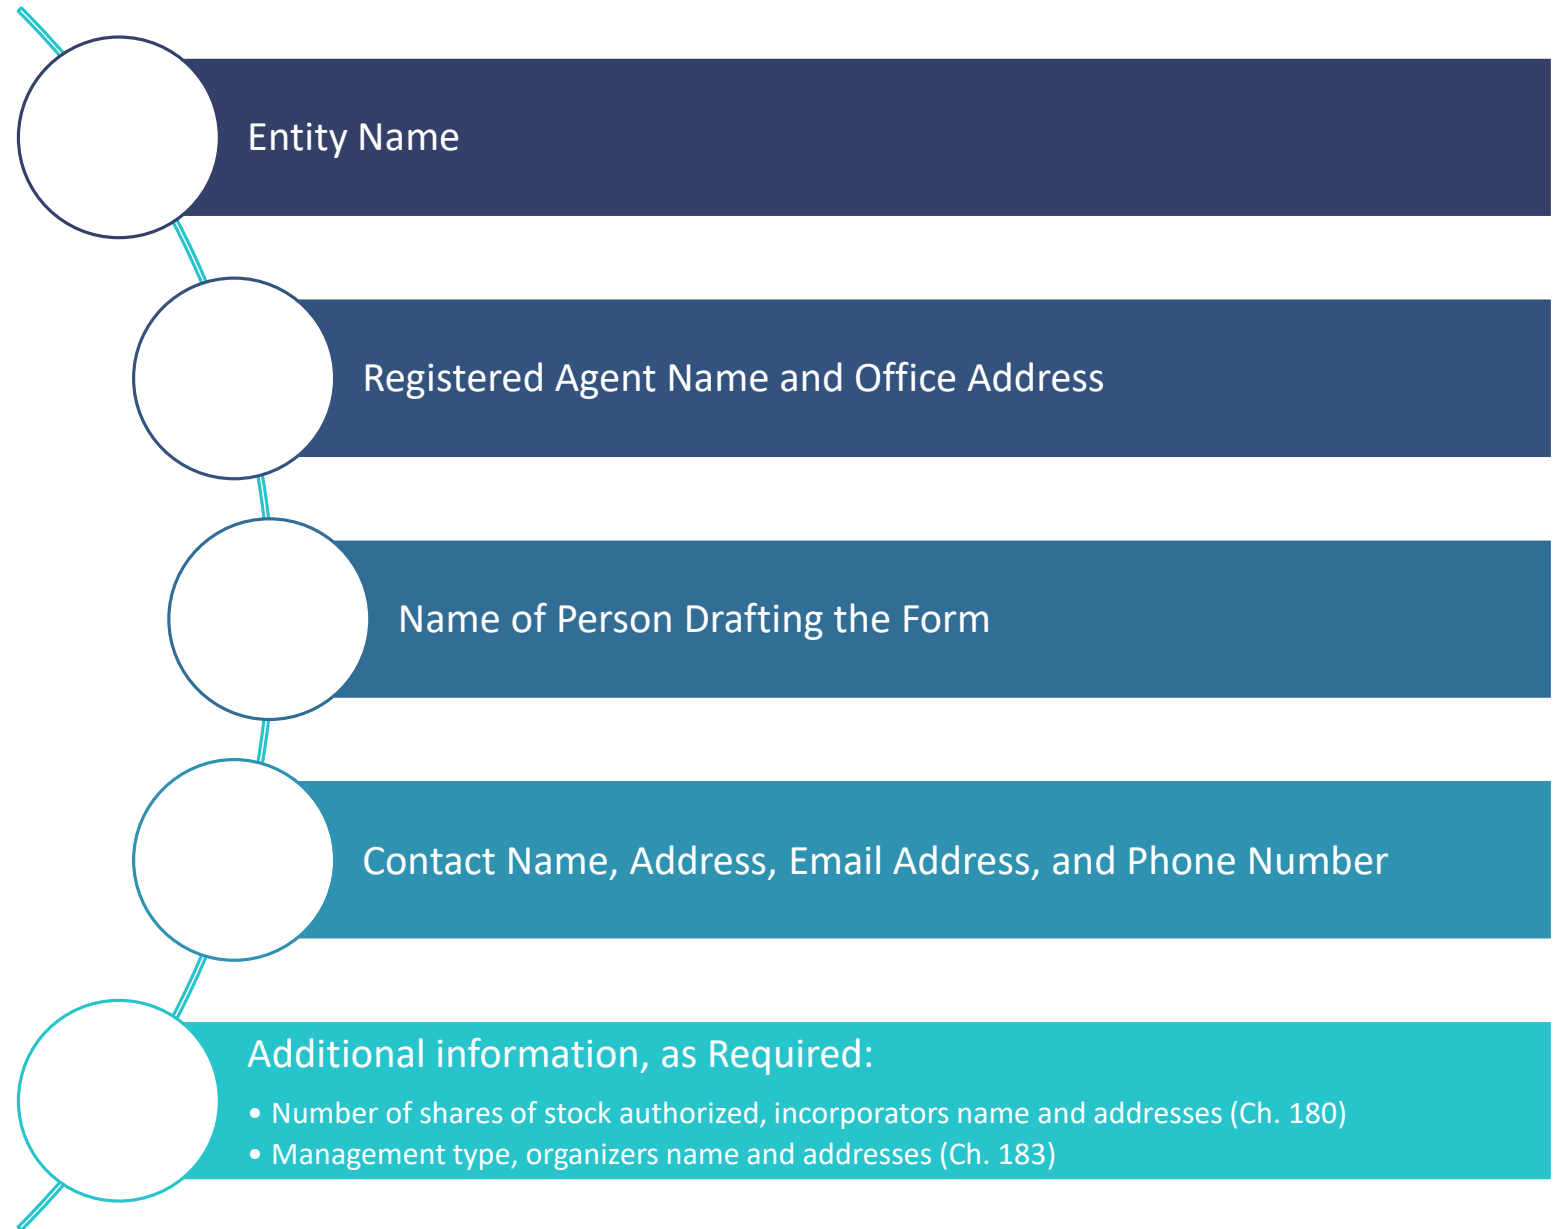 Entity Name
Registered Agent Name and Office Address
Name of Person Drafting the Form
Contact Name, Address, Email Address, and Phone Number
Additional information, as Required:
• Number of shares of stock authorized, incorporators name and addresses (Ch. 180)
• Management type, organizers name and addresses (Ch. 183)